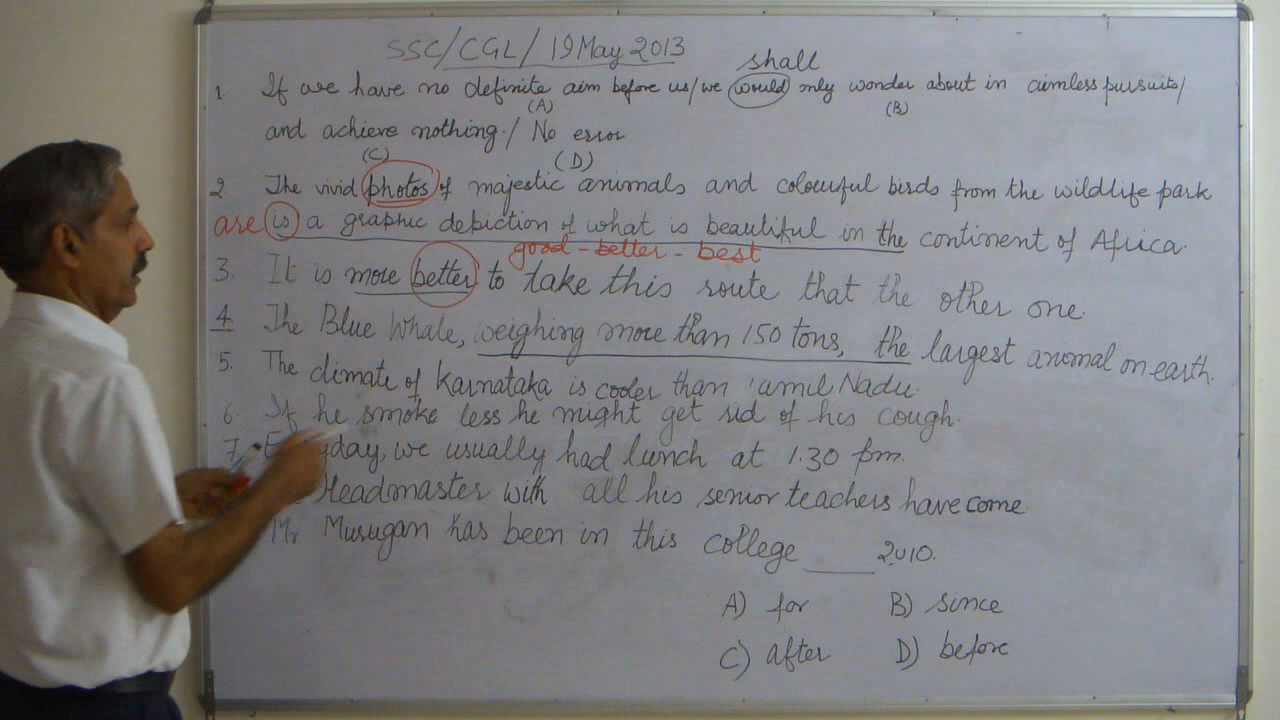 SSC/CGL/19 May 2013
shall
1. If we have no definite aim before us/we would only wonder about in aimless pursuits/
(A) (B)
and achieve nothing./ No error
(C) (D)
2. The vivid photos of majestic animals and colourful birds from the wildlife park
are is a graphic depiction of what is beautiful in the continent of Africa.
good - better - best
3. It is more better to take this route that the other one.
4. The Blue Whale, weighing more than 150 tons, the largest animal on earth.
5. The climate of Karnataka is cooler than Tamil Nadu.
6. If he smoke less he might get rid of his cough.
7. we usually had lunch at 1.30 pm.
Headmaster with all his senior teachers have come
Mr Murugan has been in this college ____ 2010.
A) for B) since
C) after D) before